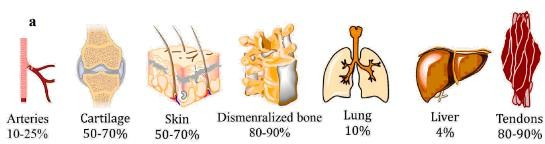 a
Arteries
10-25%
Cartilage
50-70%
Skin
50-70%
Dismenralized bone
80-90%
Lung
10%
Liver
4%
Tendons
80-90%